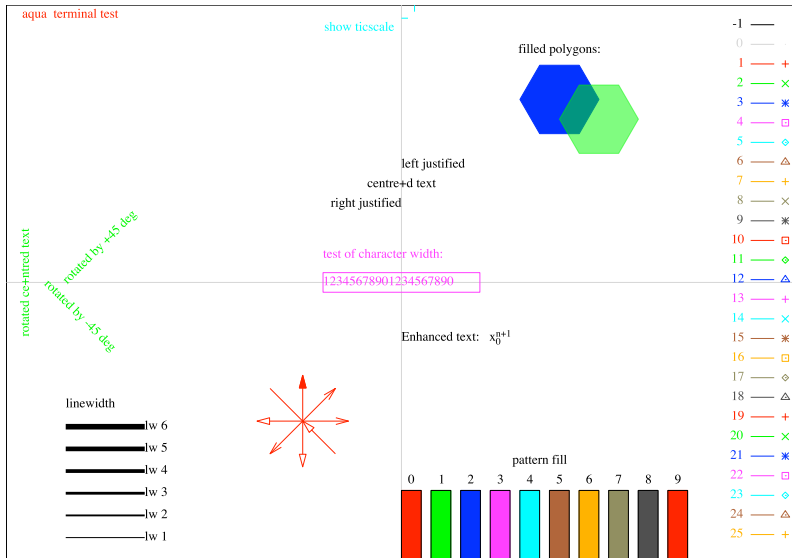 aqua  terminal test
show ticscale
filled polygons:
left justified
centre+d text
right justified
rotated ce+ntred text
rotated by +45 deg
rotated by -45 deg
test of character width:
12345678901234567890
Enhanced text:   x₀ⁿ⁺¹
linewidth
lw 6
lw 5
lw 4
lw 3
lw 2
lw 1
pattern fill
0 1 2 3 4 5 6 7 8 9
-1
0
1
2
3
4
5
6
7
8
9
10
11
12
13
14
15
16
17
18
19
20
21
22
23
24
25